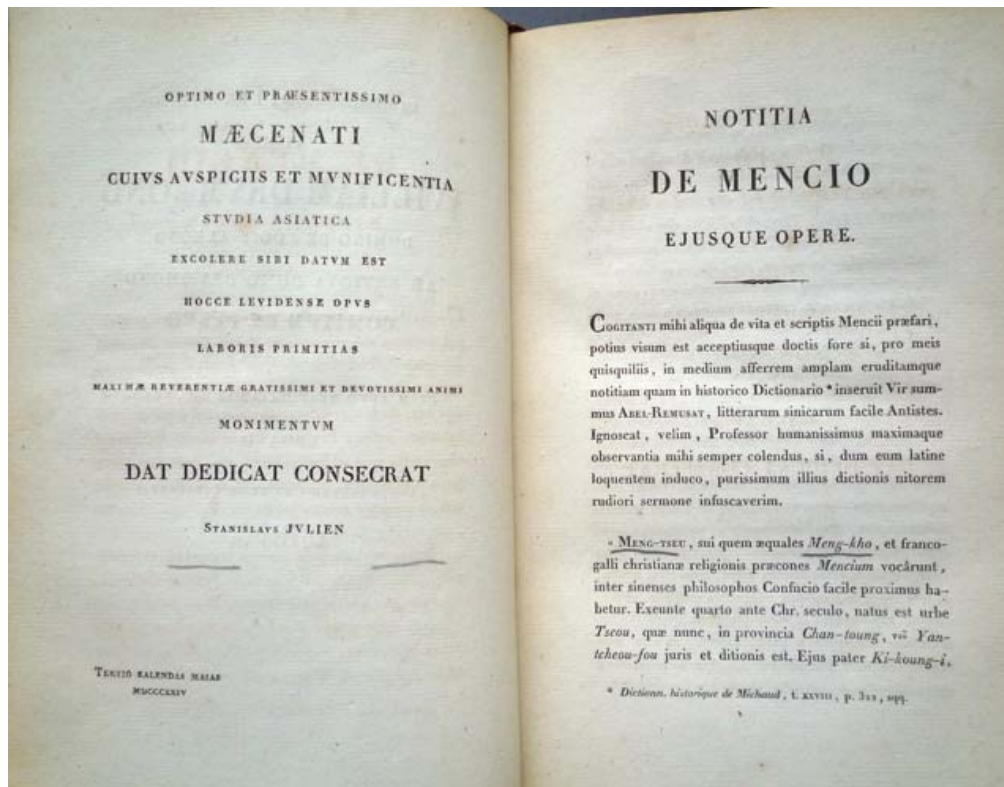 OPTIMO ET PRAESENTISSIMO
MÆCENATI
CUIVS AVSPICIIS ET MVNIFICENTIA
STVDIA ASIATICA
EXCOLERE SIBI DATVM EST
HOCCE LEVIDENSE OPVS
LABORIS PRIMITIAS
MAXIMÆ REVERENTIÆ GRATISSIMI ET DEVOTISSIMI ANIMI
MONIMENTVM
DAT DEDICAT CONSECRAT
STANISLAVS JVLIEN
TERTIO KALENDAS MAIAS
MDCCCXXIV
NOTITIA
DE MENCIO
EJUSQUE OPERE.
COGITANTI mihi aliqua de vita et scriptis Mencii præfari,
potius visum est acceptiusque doctis fore si, pro meis
quisquiliis, in medium afferrem amplam eruditamque
notitiam quam in historico Dictionario * inseruit Vir sum-
mus ABEL-REMUSAT, litterarum sinicarum facile Antistes.
Ignoscat, velim, Professor humanissimus maximaque
observantia mihi semper colendus, si, dum eum latine
loquentem induco, purissimum illius dictionis nitorem
rudiori sermone infuscaverim.
« MENG-TSEU, sui quem æquales Meng-kho, et franco-
galli christianæ religionis præcones Mencium vocârunt,
inter sinenses philosophos Confucio facile proximus ha-
betur. Exeunte quarto ante Chr. seculo, natus est urbe
Tseou, quæ nunc, in provincia Chan-toung, Yan-
tcheou-fou juris et ditionis est. Ejus pater Ki-koung-i,
* Dictionn. historique de Michaud, t. XXVIII, p. sqq.